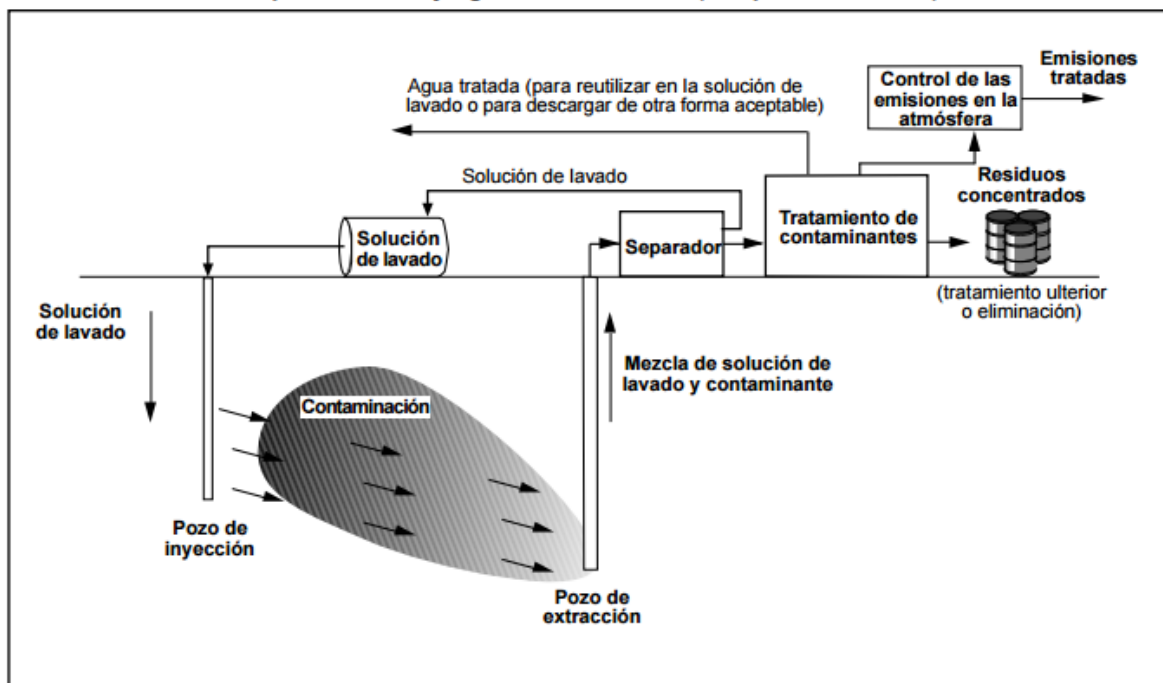 Agua tratada (para reutilizar en la solución de
lavado o para descargar de otra forma aceptable)
Control de las
emisiones en la
atmósfera
Emisiones
tratadas
Solución de lavado
Residuos
concentrados
Solución
de lavado
Separador
Tratamiento de
contaminantes
(tratamiento ulterior
o eliminación)
Solución
de lavado
Mezcla de solución de
lavado y contaminante
Contaminación
Pozo de
inyección
Pozo de
extracción